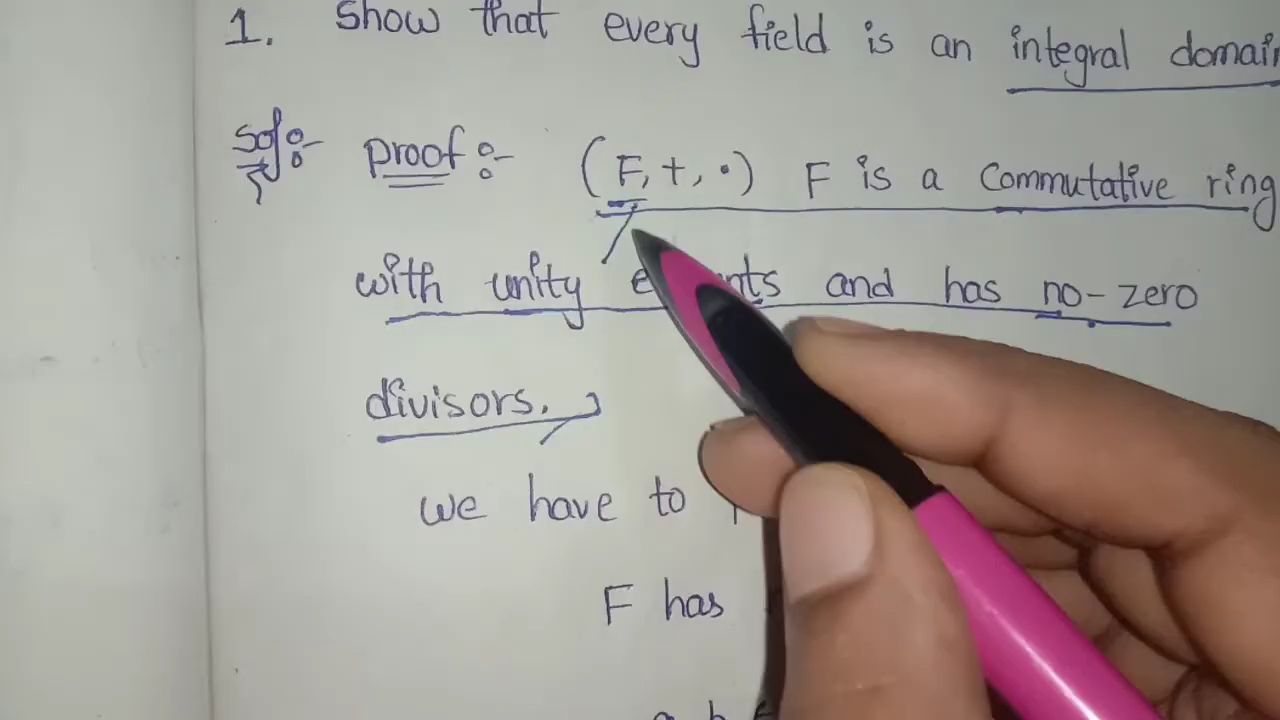 1. Show that every field is an integral domain
Sol:- Proof:- (F, +, ·) F is a commutative ring
with unity and has no-zero
divisors.
we have to
F has
a b